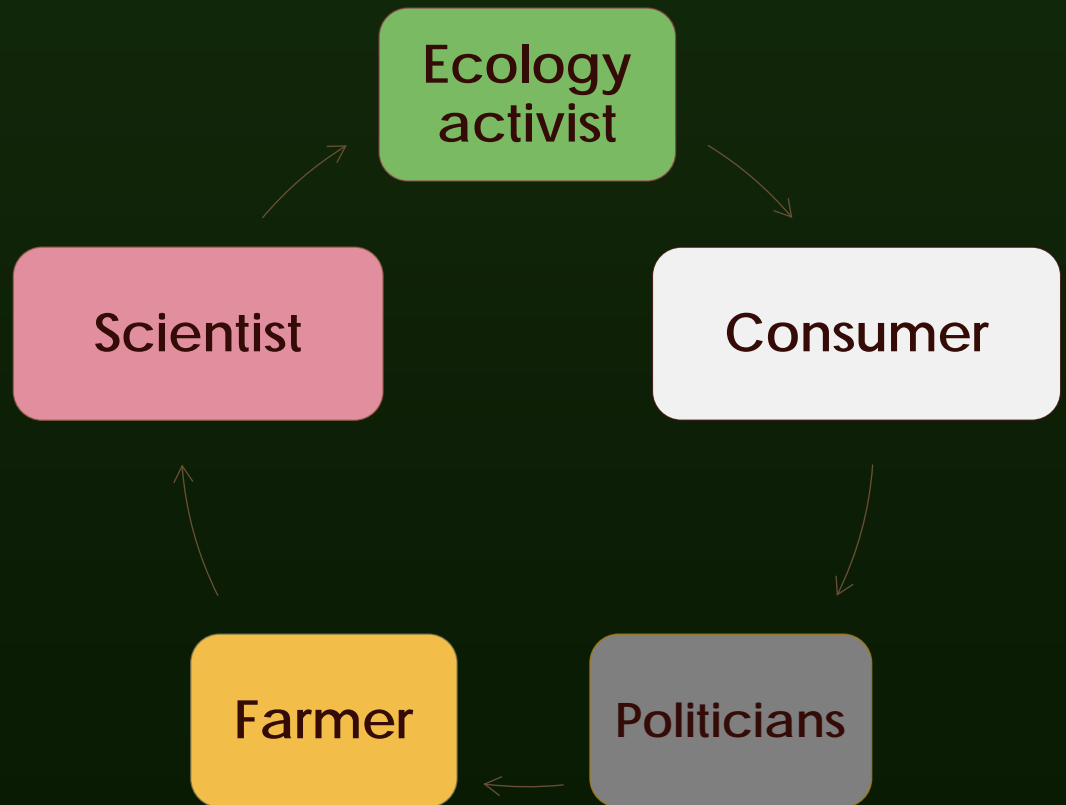 Ecology
activist
Scientist
Consumer
Farmer
Politicians